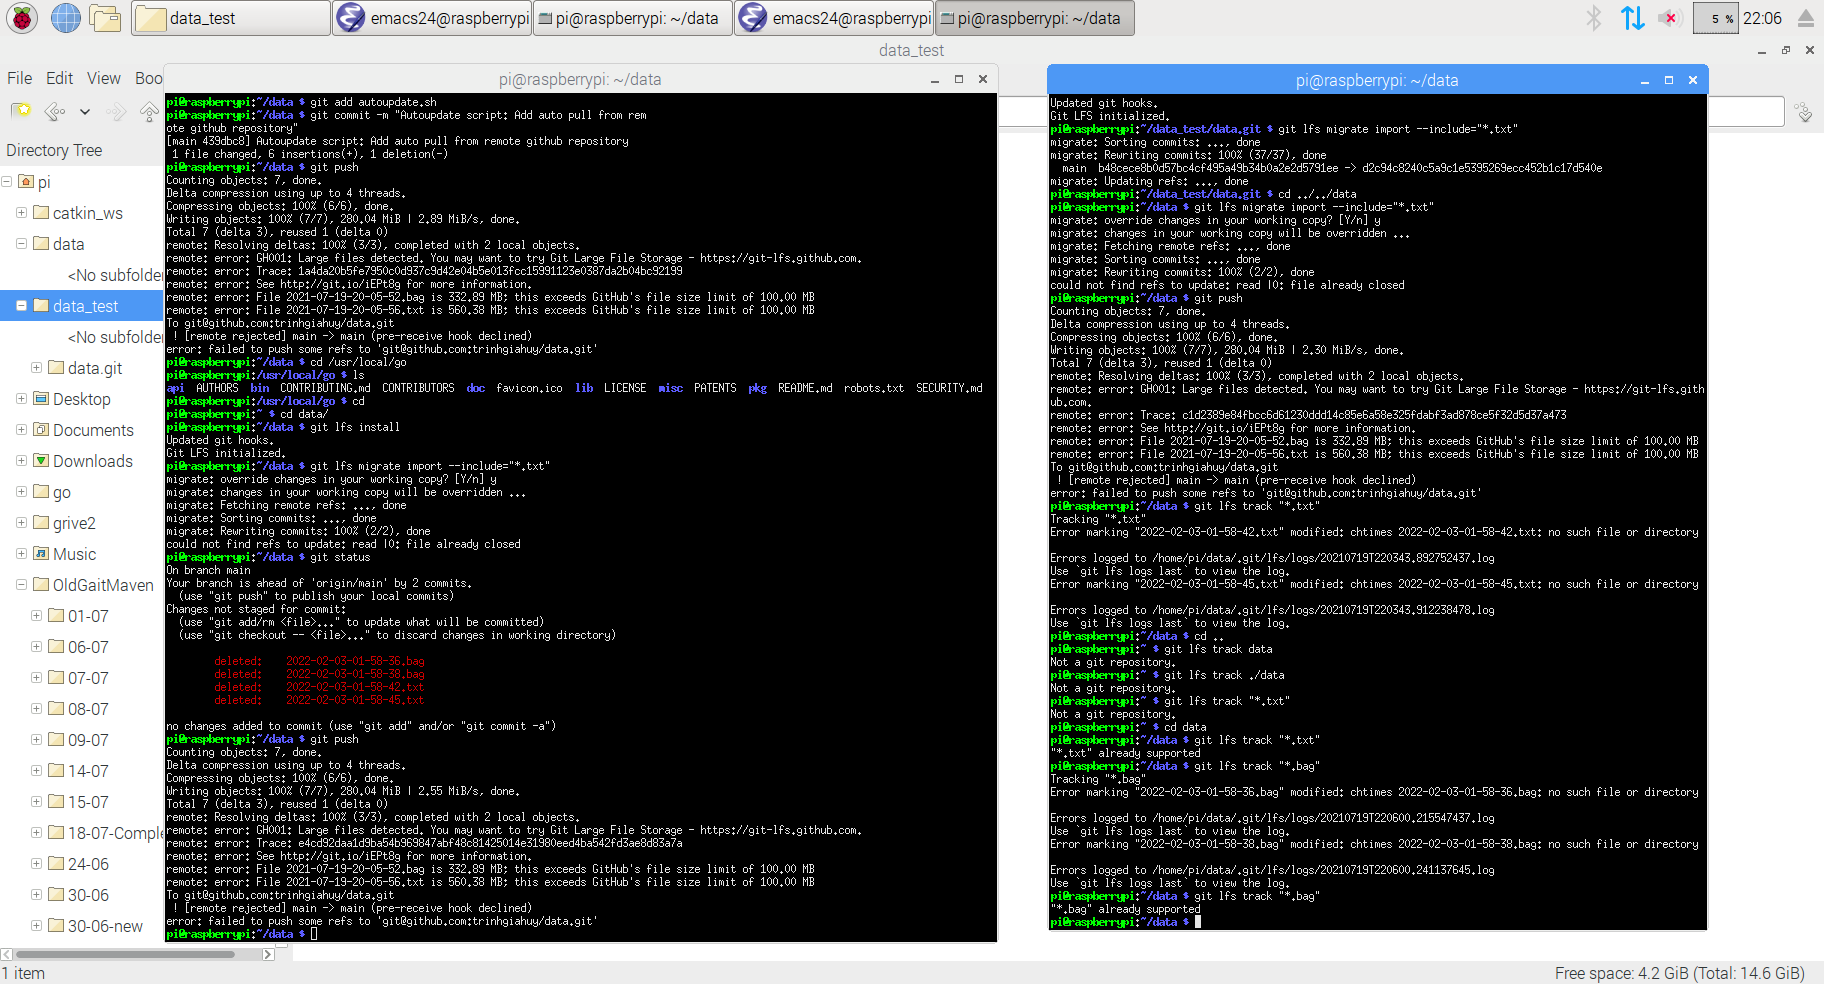 data_test
emacs24@raspberrypi
pi@raspberrypi: ~/data
emacs24@raspberrypi
pi@raspberrypi: ~/data
5 %
22:06
data_test
File Edit View Boo
Directory Tree
pi
catkin_ws
data
<No subfolder
data_test
<No subfolder
data.git
Desktop
Documents
Downloads
go
grive2
Music
OldGaitMaven
01-07
06-07
07-07
08-07
09-07
14-07
15-07
18-07-Comple
24-06
30-06
30-06-new
1 item
Free space: 4.2 GiB (Total: 14.6 GiB)
pi@raspberrypi: ~/data
pi@raspberrypi:~/data $ git add autoupdate.sh
pi@raspberrypi:~/data $ git commit -m "Autoupdate script: Add auto pull from rem
ote github repository"
[main 439dbc8] Autoupdate script: Add auto pull from remote github repository
1 file changed, 6 insertions(+), 1 deletion(-)
pi@raspberrypi:~/data $ git push
Counting objects: 7, done.
Delta compression using up to 4 threads.
Compressing objects: 100% (6/6), done.
Writing objects: 100% (7/7), 280.04 MiB | 2.89 MiB/s, done.
Total 7 (delta 3), reused 1 (delta 0)
remote: Resolving deltas: 100% (3/3), completed with 2 local objects.
remote: error: GH001: Large files detected. You may want to try Git Large File Storage - https://git-lfs.github.com.
remote: error: Trace: 1a4da20b5fe7950c0d937c9d42e04b5e013fcc15991123e0387da2b04bc92199
remote: error: See http://git.io/iEPt8g for more information.
remote: error: File 2021-07-19-20-05-52.bag is 332.89 MB; this exceeds GitHub's file size limit of 100.00 MB
remote: error: File 2021-07-19-20-05-56.txt is 560.38 MB; this exceeds GitHub's file size limit of 100.00 MB
To git@github.com:trinhgiahuy/data.git
! [remote rejected] main -> main (pre-receive hook declined)
error: failed to push some refs to 'git@github.com:trinhgiahuy/data.git'
pi@raspberrypi:~/data $ cd /usr/local/go
pi@raspberrypi:/usr/local/go $ ls
api AUTHORS bin CONTRIBUTING.md CONTRIBUTORS doc favicon.ico lib LICENSE misc PATENTS pkg README.md robots.txt SECURITY.md
pi@raspberrypi:/usr/local/go $ cd
pi@raspberrypi:~ $ cd data/
pi@raspberrypi:~/data $ git lfs install
Updated git hooks.
Git LFS initialized.
pi@raspberrypi:~/data $ git lfs migrate import --include="*.txt"
migrate: override changes in your working copy? [Y/n] y
migrate: changes in your working copy will be overridden ...
migrate: Fetching remote refs: ..., done
migrate: Sorting commits: ..., done
migrate: Rewriting commits: 100% (2/2), done
could not find refs to update: read |0: file already closed
pi@raspberrypi:~/data $ git status
On branch main
Your branch is ahead of 'origin/main' by 2 commits.
(use "git push" to publish your local commits)
Changes not staged for commit:
(use "git add/rm <file>..." to update what will be committed)
(use "git checkout -- <file>..." to discard changes in working directory)
deleted: 2022-02-03-01-58-36.bag
deleted: 2022-02-03-01-58-38.bag
deleted: 2022-02-03-01-58-42.txt
deleted: 2022-02-03-01-58-45.txt
no changes added to commit (use "git add" and/or "git commit -a")
pi@raspberrypi:~/data $ git push
Counting objects: 7, done.
Delta compression using up to 4 threads.
Compressing objects: 100% (6/6), done.
Writing objects: 100% (7/7), 280.04 MiB | 2.55 MiB/s, done.
Total 7 (delta 3), reused 1 (delta 0)
remote: Resolving deltas: 100% (3/3), completed with 2 local objects.
remote: error: GH001: Large files detected. You may want to try Git Large File Storage - https://git-lfs.github.com.
remote: error: Trace: e4cd92daa1d9ba54b969847abf48c81425014e31980eed4ba542fd3ae8d83a7a
remote: error: See http://git.io/iEPt8g for more information.
remote: error: File 2021-07-19-20-05-52.bag is 332.89 MB; this exceeds GitHub's file size limit of 100.00 MB
remote: error: File 2021-07-19-20-05-56.txt is 560.38 MB; this exceeds GitHub's file size limit of 100.00 MB
To git@github.com:trinhgiahuy/data.git
! [remote rejected] main -> main (pre-receive hook declined)
error: failed to push some refs to 'git@github.com:trinhgiahuy/data.git'
pi@raspberrypi:~/data $
pi@raspberrypi: ~/data
Updated git hooks.
Git LFS initialized.
pi@raspberrypi:~/data_test/data.git $ git lfs migrate import --include="*.txt"
migrate: Sorting commits: ..., done
migrate: Rewriting commits: 100% (37/37), done
main b48cece8b0d57bc4cf495a49b34b0a2e2d5791ee -> d2c94c8240c5a9c1e5395269ecc452b1c17d540e
migrate: Updating refs: ..., done
pi@raspberrypi:~/data_test/data.git $ cd ../../data
pi@raspberrypi:~/data $ git lfs migrate import --include="*.txt"
migrate: override changes in your working copy? [Y/n] y
migrate: changes in your working copy will be overridden ...
migrate: Fetching remote refs: ..., done
migrate: Sorting commits: ..., done
migrate: Rewriting commits: 100% (2/2), done
could not find refs to update: read |0: file already closed
pi@raspberrypi:~/data $ git push
Counting objects: 7, done.
Delta compression using up to 4 threads.
Compressing objects: 100% (6/6), done.
Writing objects: 100% (7/7), 280.04 MiB | 2.30 MiB/s, done.
Total 7 (delta 3), reused 1 (delta 0)
remote: Resolving deltas: 100% (3/3), completed with 2 local objects.
remote: error: GH001: Large files detected. You may want to try Git Large File Storage - https://git-lfs.gith
ub.com.
remote: error: Trace: c1d2389e84fbcc6d61230ddd14c85e6a58e325fdabf3ad878ce5f32d5d37a473
remote: error: See http://git.io/iEPt8g for more information.
remote: error: File 2021-07-19-20-05-52.bag is 332.89 MB; this exceeds GitHub's file size limit of 100.00 MB
remote: error: File 2021-07-19-20-05-56.txt is 560.38 MB; this exceeds GitHub's file size limit of 100.00 MB
To git@github.com:trinhgiahuy/data.git
! [remote rejected] main -> main (pre-receive hook declined)
error: failed to push some refs to 'git@github.com:trinhgiahuy/data.git'
pi@raspberrypi:~/data $ git lfs track "*.txt"
Tracking "*.txt"
Error marking "2022-02-03-01-58-42.txt" modified: chtimes 2022-02-03-01-58-42.txt: no such file or directory
Errors logged to /home/pi/data/.git/lfs/logs/20210719T220343.892752437.log
Use `git lfs logs last` to view the log.
Error marking "2022-02-03-01-58-45.txt" modified: chtimes 2022-02-03-01-58-45.txt: no such file or directory
Errors logged to /home/pi/data/.git/lfs/logs/20210719T220343.912238478.log
Use `git lfs logs last` to view the log.
pi@raspberrypi:~/data $ cd ..
pi@raspberrypi:~ $ git lfs track data
Not a git repository.
pi@raspberrypi:~ $ git lfs track ./data
Not a git repository.
pi@raspberrypi:~ $ git lfs track "*.txt"
Not a git repository.
pi@raspberrypi:~ $ cd data
pi@raspberrypi:~/data $ git lfs track "*.txt"
"*.txt" already supported
pi@raspberrypi:~/data $ git lfs track "*.bag"
Tracking "*.bag"
Error marking "2022-02-03-01-58-36.bag" modified: chtimes 2022-02-03-01-58-36.bag: no such file or directory
Errors logged to /home/pi/data/.git/lfs/logs/20210719T220600.215547437.log
Use `git lfs logs last` to view the log.
Error marking "2022-02-03-01-58-38.bag" modified: chtimes 2022-02-03-01-58-38.bag: no such file or directory
Errors logged to /home/pi/data/.git/lfs/logs/20210719T220600.241137645.log
Use `git lfs logs last` to view the log.
pi@raspberrypi:~/data $ git lfs track "*.bag"
"*.bag" already supported
pi@raspberrypi:~/data $